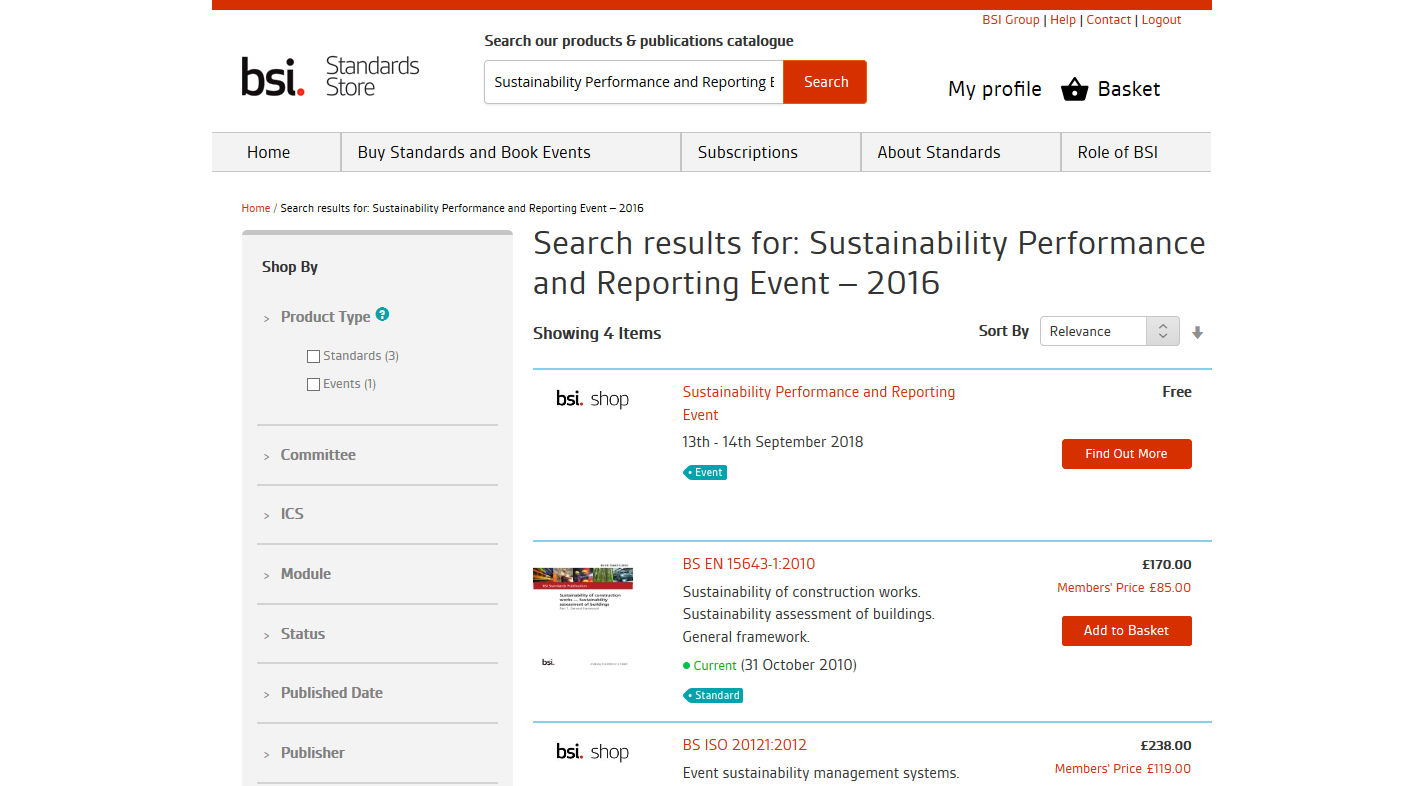 BSI Group | Help | Contact | Logout
Search our products & publications catalogue
bsi. Standards Store
Sustainability Performance and Reporting E
Search
My profile
Basket
Home
Buy Standards and Book Events
Subscriptions
About Standards
Role of BSI
Home / Search results for: Sustainability Performance and Reporting Event – 2016
Shop By
> Product Type ?
Standards (3)
Events (1)
> Committee
> ICS
> Module
> Status
> Published Date
> Publisher
Search results for: Sustainability Performance
and Reporting Event – 2016
Showing 4 Items
Sort By Relevance
bsi. shop
Sustainability Performance and Reporting
Event
13th - 14th September 2018
Event
Free
Find Out More
BSI Standards Publication
Sustainability of construction
works — Sustainability
assessment of buildings
Part 1: General framework
bsi.
BS EN 15643-1:2010
Sustainability of construction works.
Sustainability assessment of buildings.
General framework.
Current (31 October 2010)
Standard
£170.00
Members' Price £85.00
Add to Basket
bsi. shop
BS ISO 20121:2012
Event sustainability management systems.
£238.00
Members' Price £119.00